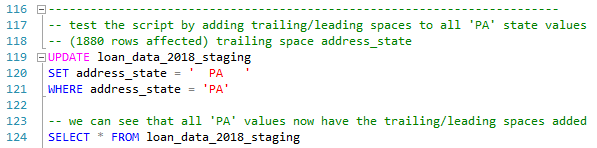 116 --------------------------------------------------------------------
117 -- test the script by adding trailing/leading spaces to all 'PA' state values
118 -- (1880 rows affected) trailing space address_state
119 UPDATE loan_data_2018_staging
120 SET address_state = '  PA   '
121 WHERE address_state = 'PA'
122
123 -- we can see that all 'PA' values now have the trailing/leading spaces added
124 SELECT * FROM loan_data_2018_staging